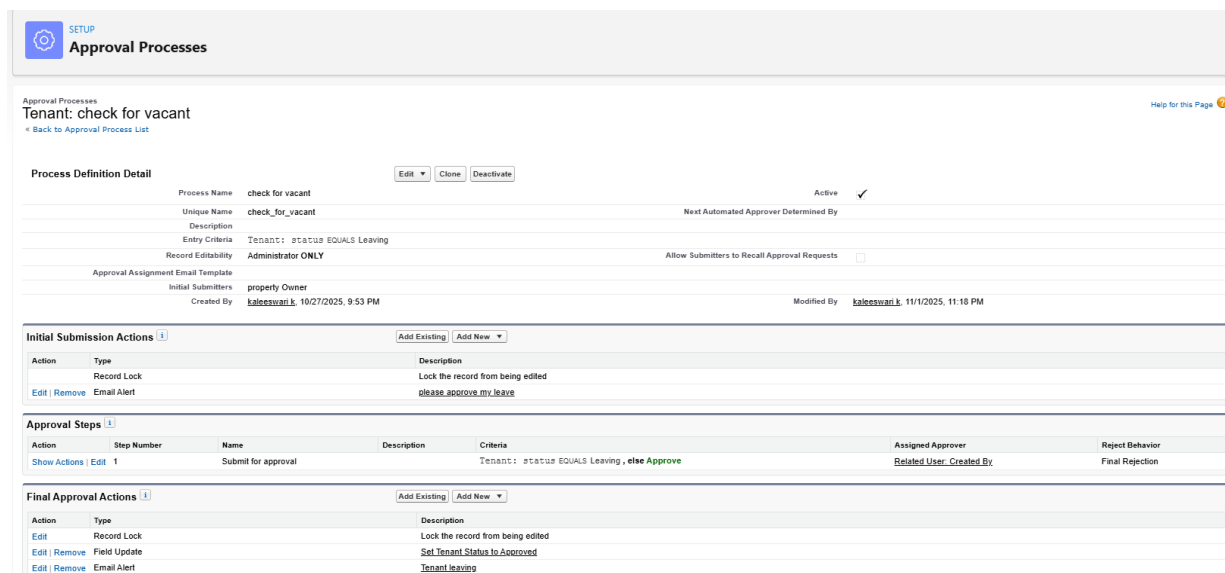 SETUP
Approval Processes
Approval Processes
Tenant: check for vacant
« Back to Approval Process List
Help for this Page ?
Process Definition Detail Edit ▼ Clone Deactivate
Process Name check for vacant Active ✓
Unique Name check_for_vacant Next Automated Approver Determined By
Description
Entry Criteria Tenant: status EQUALS Leaving
Record Editability Administrator ONLY Allow Submitters to Recall Approval Requests
Approval Assignment Email Template
Initial Submitters property Owner
Created By kaleeswari k, 10/27/2025, 9:53 PM Modified By kaleeswari k, 11/1/2025, 11:18 PM
Initial Submission Actions i Add Existing Add New ▼
Action Type Description
Record Lock Lock the record from being edited
Edit | Remove Email Alert please approve my leave
Approval Steps i
Action Step Number Name Description Criteria Assigned Approver Reject Behavior
Show Actions | Edit 1 Submit for approval Tenant: status EQUALS Leaving , else Approve Related User: Created By Final Rejection
Final Approval Actions i Add Existing Add New ▼
Action Type Description
Edit Record Lock Lock the record from being edited
Edit | Remove Field Update Set Tenant Status to Approved
Edit | Remove Email Alert Tenant leaving